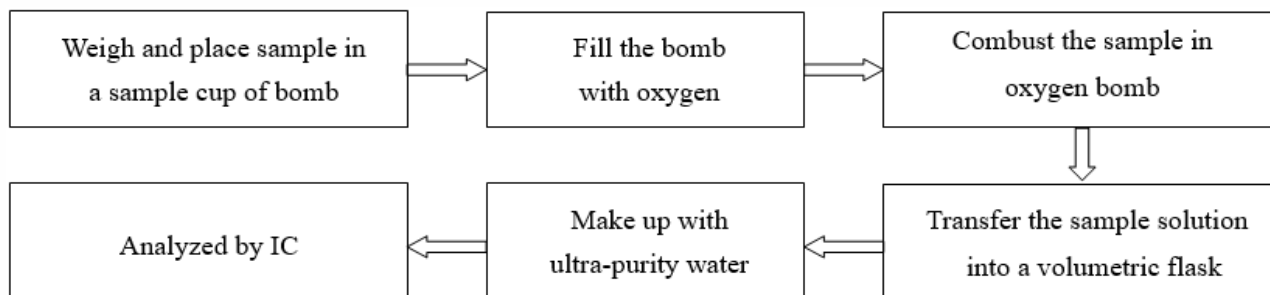 Weigh and place sample in
a sample cup of bomb
Fill the bomb
with oxygen
Combust the sample in
oxygen bomb
Transfer the sample solution
into a volumetric flask
Make up with
ultra-purity water
Analyzed by IC